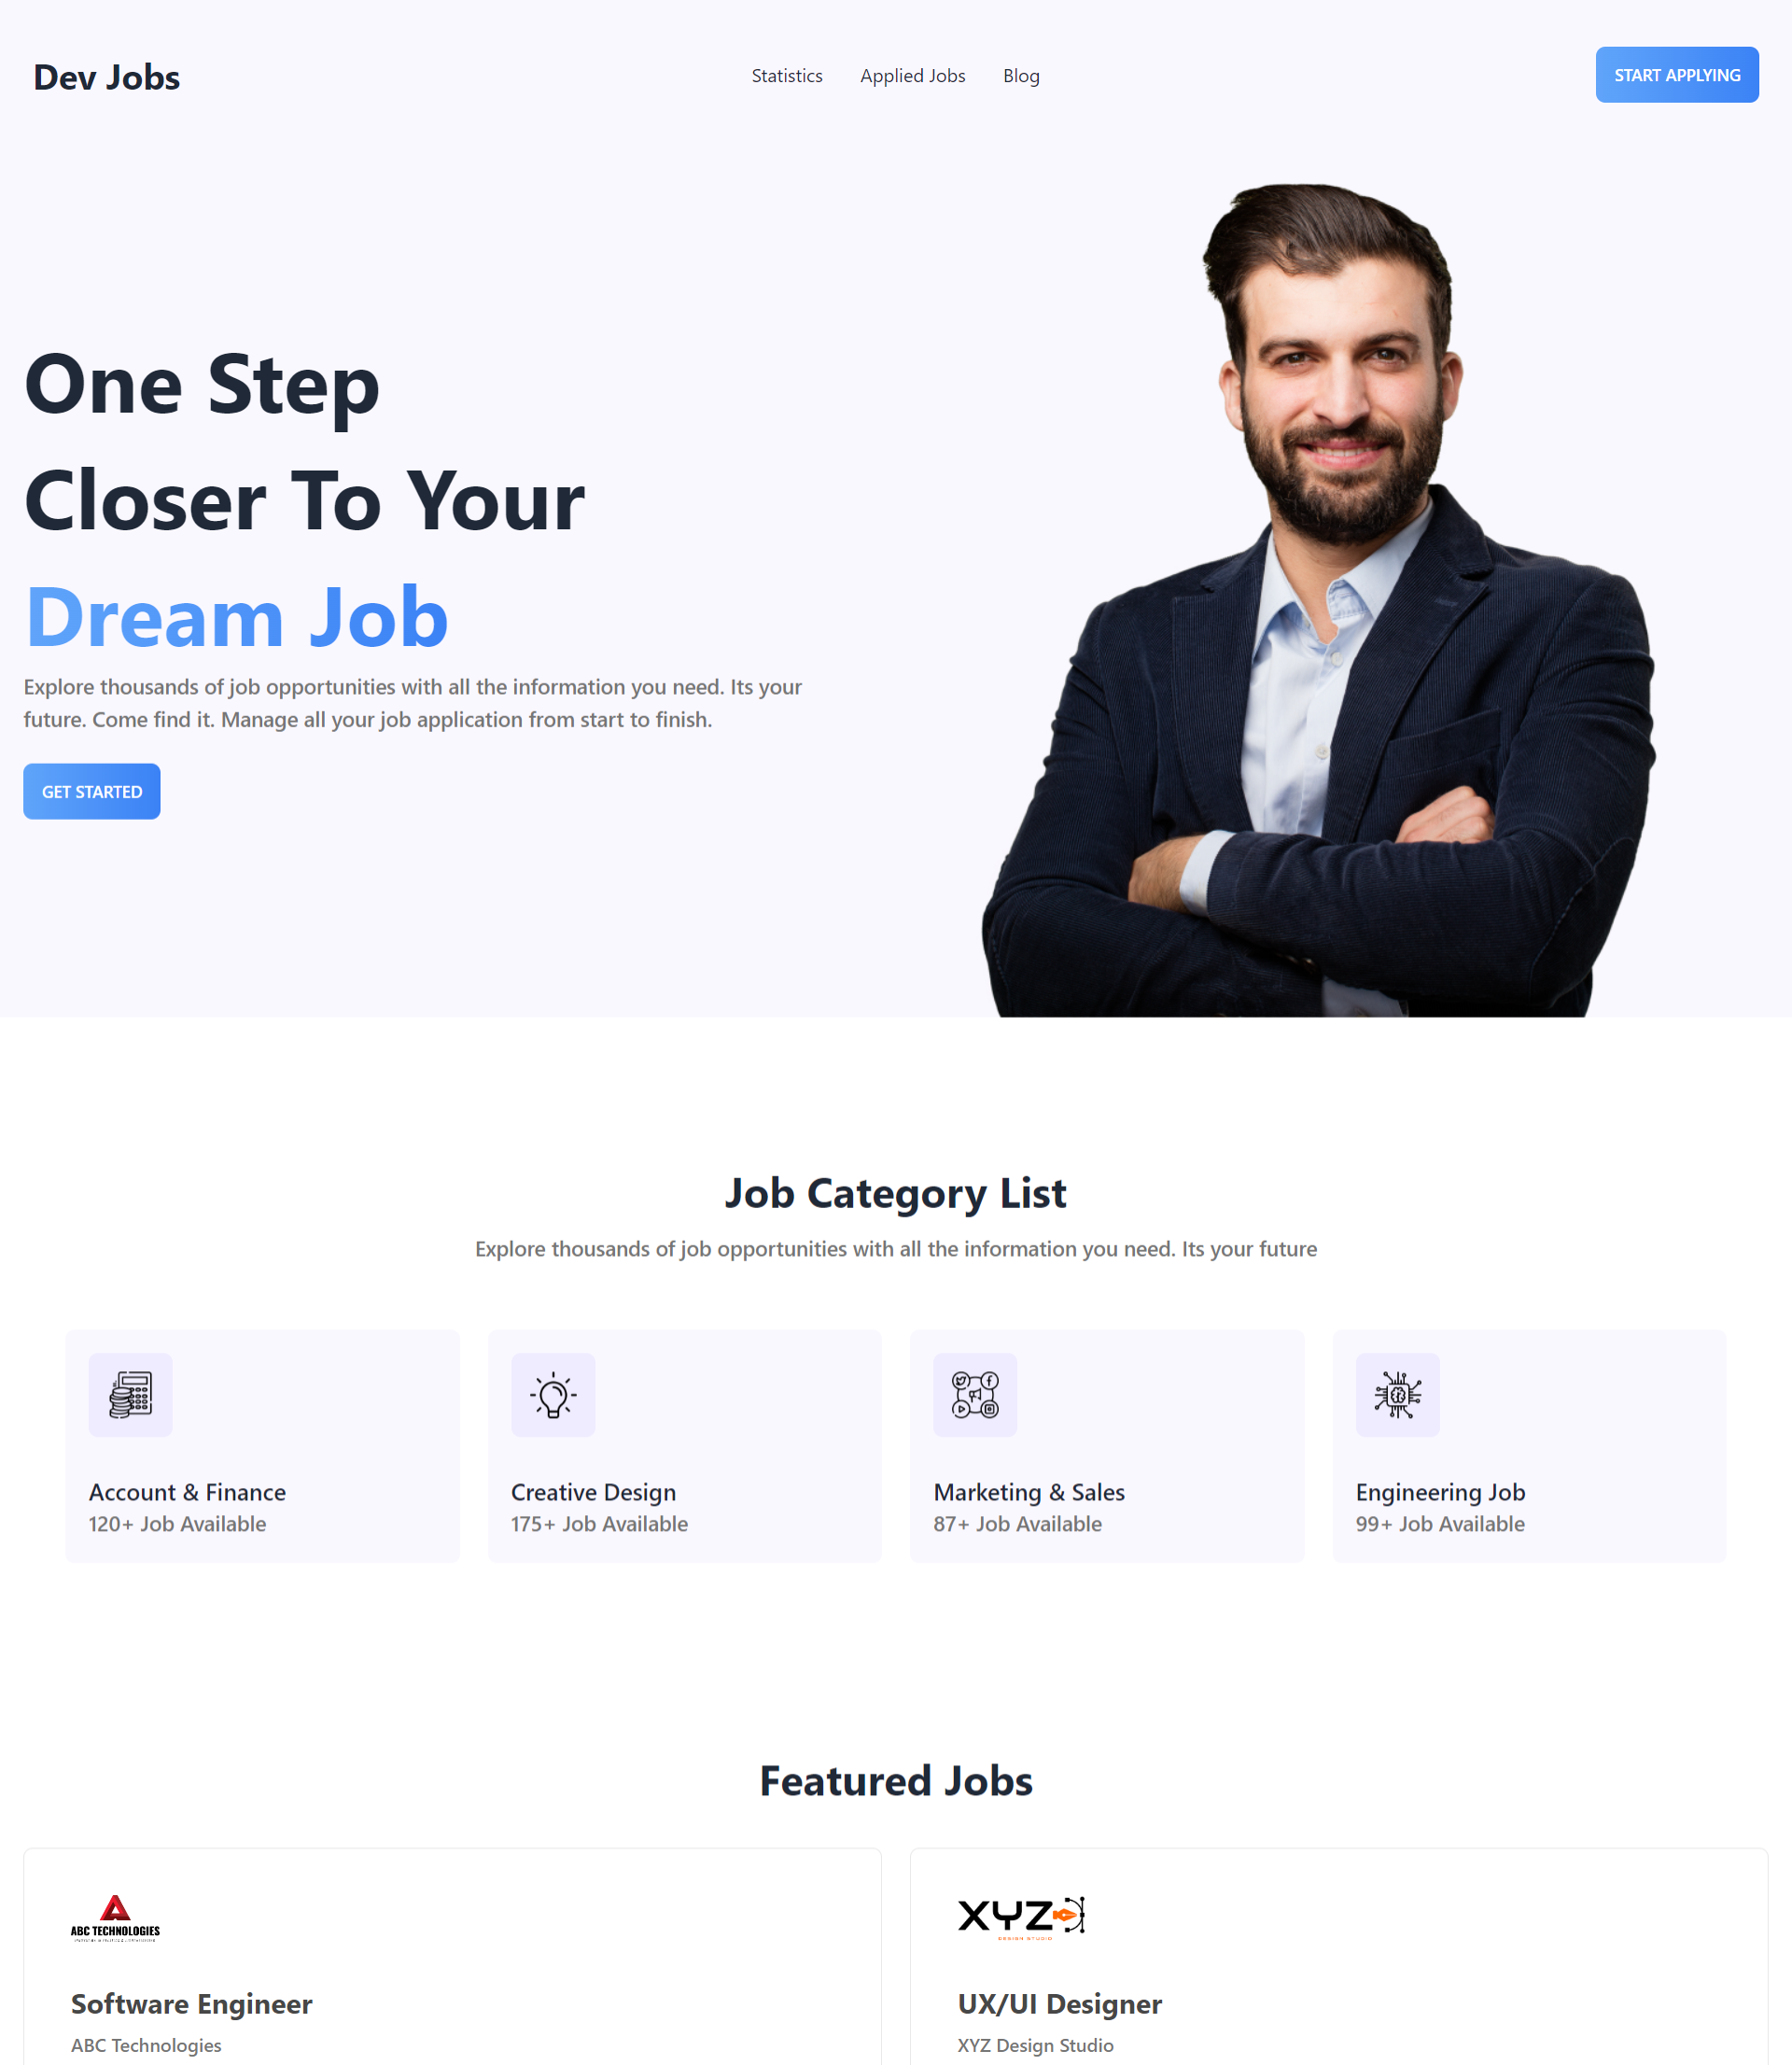 Dev Jobs
Statistics
Applied Jobs
Blog
START APPLYING
One Step
Closer To Your
Dream Job
Explore thousands of job opportunities with all the information you need. Its your
future. Come find it. Manage all your job application from start to finish.
GET STARTED
Job Category List
Explore thousands of job opportunities with all the information you need. Its your future
Account & Finance
120+ Job Available
Creative Design
175+ Job Available
Marketing & Sales
87+ Job Available
Engineering Job
99+ Job Available
Featured Jobs
ABC TECHNOLOGIES
Software Engineer
ABC Technologies
XYZ
DESIGN STUDIO
UX/UI Designer
XYZ Design Studio